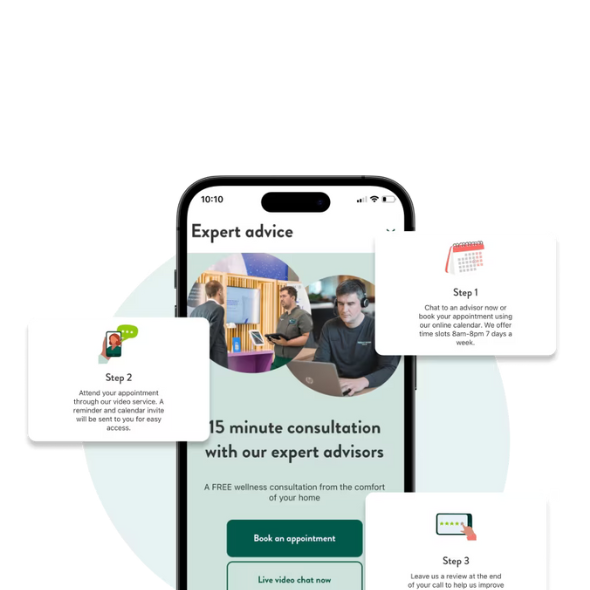 10:10
Expert advice
Step 1
Chat to an advisor now or
book your appointment using
our online calendar. We offer
time slots 8am-8pm 7 days a
week.
Step 2
Attend your appointment
through our video service. A
reminder and calendar invite
will be sent to you for easy
access.
15 minute consultation
with our expert advisors
A FREE wellness consultation from the comfort
of your home
Book an appointment
Live video chat now
Step 3
Leave us a review at the end
of your call to help us improve